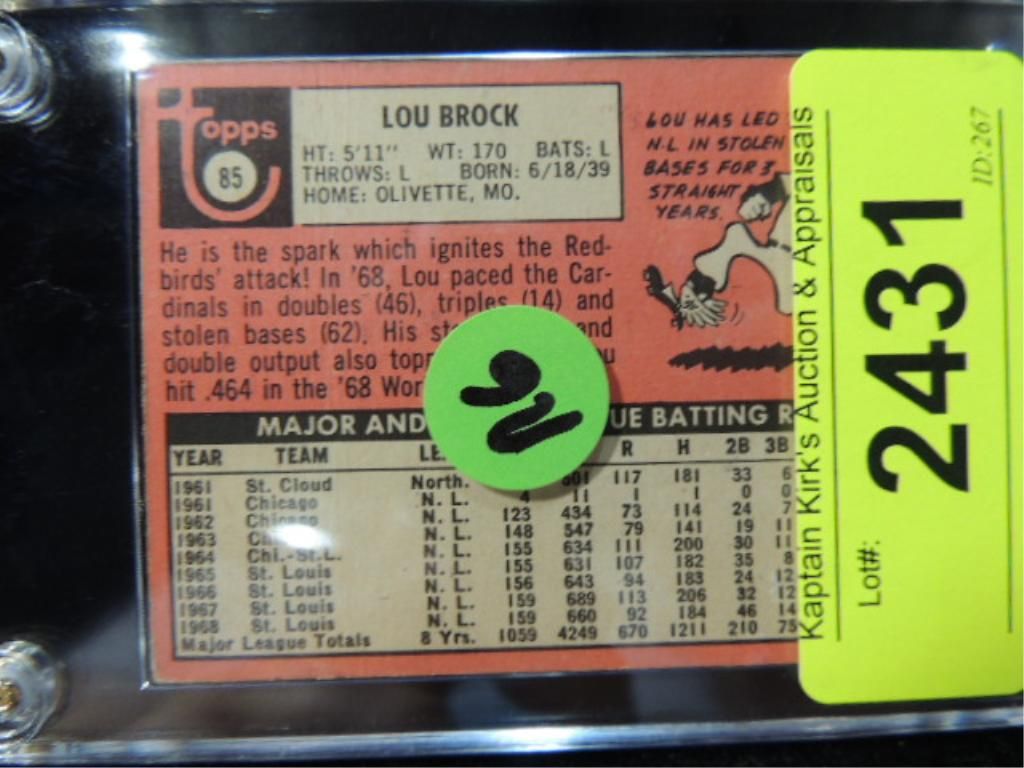 topps
85
LOU BROCK
HT: 5'11" WT: 170 BATS: L
THROWS: L BORN: 6/18/39
HOME: OLIVETTE, MO.
LOU HAS LED
N.L. IN STOLEN
BASES FOR 3
STRAIGHT
YEARS.
He is the spark which ignites the Red-
birds' attack! In '68, Lou paced the Car-
dinals in doubles (46), triples (14) and
stolen bases (62). His and
double output also
hit .464 in the '68
MAJOR AND BATTING
YEAR TEAM R H 2B 3B
1961 St. Cloud North. 117 181 33 6
1961 Chicago N. L. 4 11 1 1 0 0
1962 Chicago N. L. 123 434 73 114 24 7
1963 N. L. 148 547 79 141 19 11
1964 Chi.-St.L. N. L. 155 634 111 200 30 11
1965 St. Louis N. L. 155 631 107 182 35 8
1966 St. Louis N. L. 156 643 94 183 24 12
1967 St. Louis N. L. 159 689 113 206 32 12
1968 St. Louis N. L. 159 660 92 184 46 14
Major League Totals 8 Yrs. 1059 4249 670 1211 210 75
Kaptain Kirk's Auction & Appraisals
Lot#:
2431
ID:267